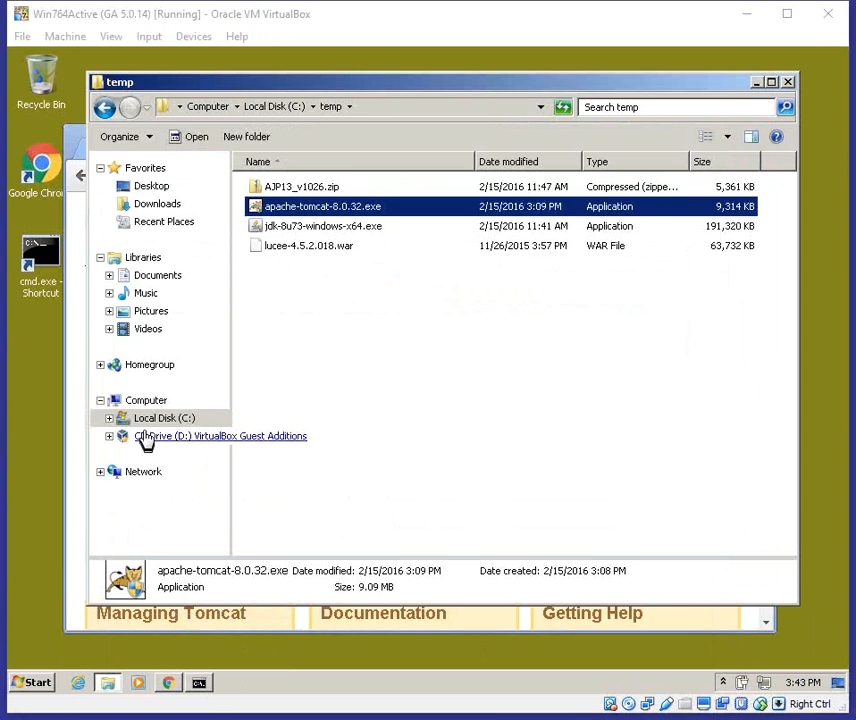 Win764Active (GA 5.0.14) [Running] - Oracle VM VirtualBox
File Machine View Input Devices Help
Recycle Bin
temp
Computer Local Disk (C:) temp
Search temp
Organize Open New folder
Name Date modified Type Size
Favorites
Desktop
Downloads
Recent Places
Libraries
Documents
Music
Pictures
Videos
Homegroup
Computer
Local Disk (C:)
Drive (D:) VirtualBox Guest Additions
Network
AJP13_v1026.zip 2/15/2016 11:47 AM Compressed (zippe... 5,361 KB
apache-tomcat-8.0.32.exe 2/15/2016 3:09 PM Application 9,314 KB
jdk-8u73-windows-x64.exe 2/15/2016 11:41 AM Application 191,320 KB
lucee-4.5.2.018.war 11/26/2015 3:57 PM WAR File 63,732 KB
Google Chro
C:\
cmd.exe -
Shortcut
apache-tomcat-8.0.32.exe Date modified: 2/15/2016 3:09 PM Date created: 2/15/2016 3:08 PM
Application Size: 9.09 MB
Managing Tomcat Documentation Getting Help
Start
C:\
3:43 PM
Right Ctrl